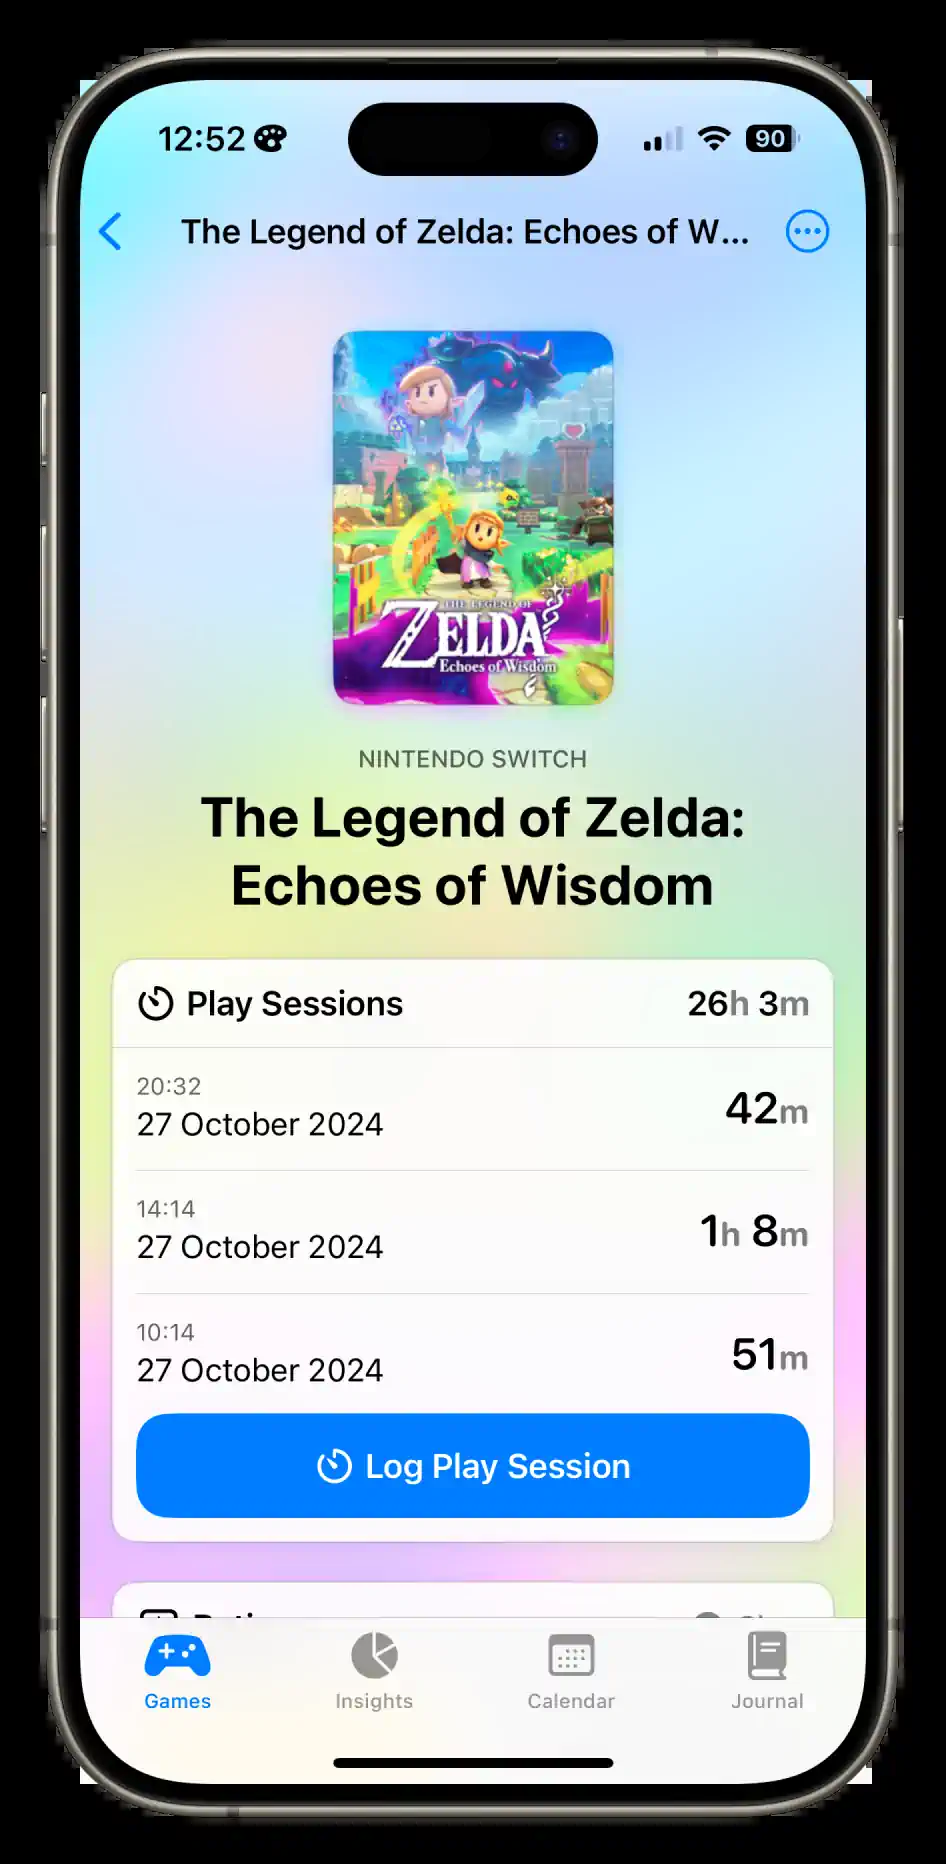 12:52
90
The Legend of Zelda: Echoes of W...
THE LEGEND OF
ZELDA
Echoes of Wisdom
NINTENDO SWITCH
The Legend of Zelda:
Echoes of Wisdom
Play Sessions 26h 3m
20:32
27 October 2024
42m
14:14
27 October 2024
1h 8m
10:14
27 October 2024
51m
Log Play Session
Games Insights Calendar Journal